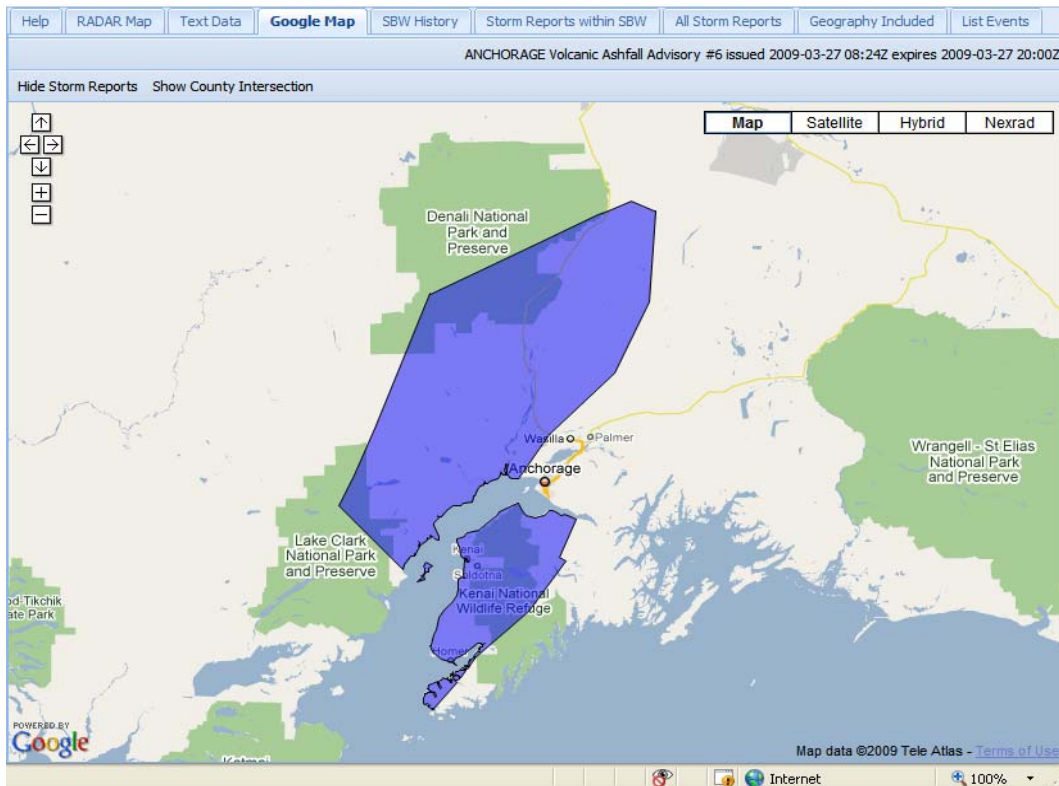 Help RADAR Map Text Data Google Map SBW History Storm Reports within SBW All Storm Reports Geography Included List Events
ANCHORAGE Volcanic Ashfall Advisory #6 issued 2009-03-27 08:24Z expires 2009-03-27 20:00Z
Hide Storm Reports Show County Intersection
Map Satellite Hybrid Nexrad
Denali National
Park and
Preserve
Wasilla Palmer
Anchorage
Wrangell - St Elias
National Park
and Preserve
Lake Clark
National Park
and Preserve
Kenai
Soldotna
Kenai National
Wildlife Refuge
od-Tikchik
ate Park
Homer
POWERED BY
Google
Katmai
Map data ©2009 Tele Atlas - Terms of Use
Internet 100%